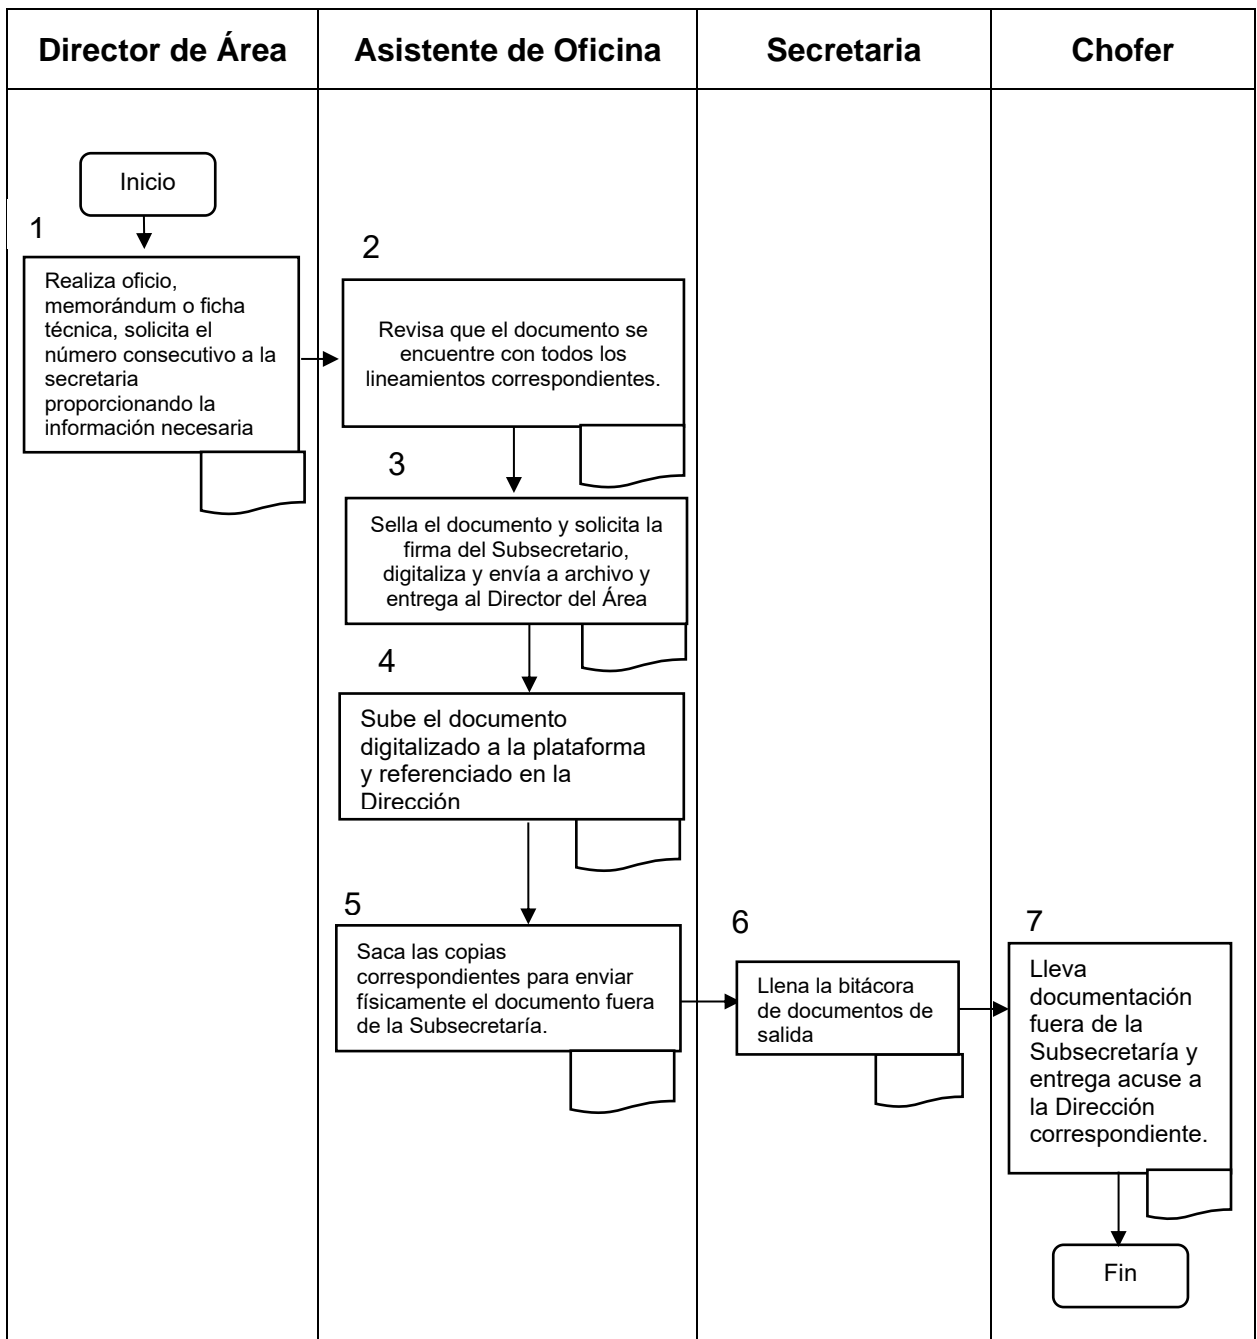 Director de Área
Asistente de Oficina
Secretaria
Chofer
Inicio
1
Realiza oficio,
memorándum o ficha
técnica, solicita el
número consecutivo a la
secretaria
proporcionando la
información necesaria
2
Revisa que el documento se
encuentre con todos los
lineamientos correspondientes.
3
Sella el documento y solicita la
firma del Subsecretario,
digitaliza y envía a archivo y
entrega al Director del Área
4
Sube el documento
digitalizado a la plataforma
y referenciado en la
Dirección
5
Saca las copias
correspondientes para enviar
físicamente el documento fuera
de la Subsecretaría.
6
Llena la bitácora
de documentos de
salida
7
Lleva
documentación
fuera de la
Subsecretaría y
entrega acuse a
la Dirección
correspondiente.
Fin